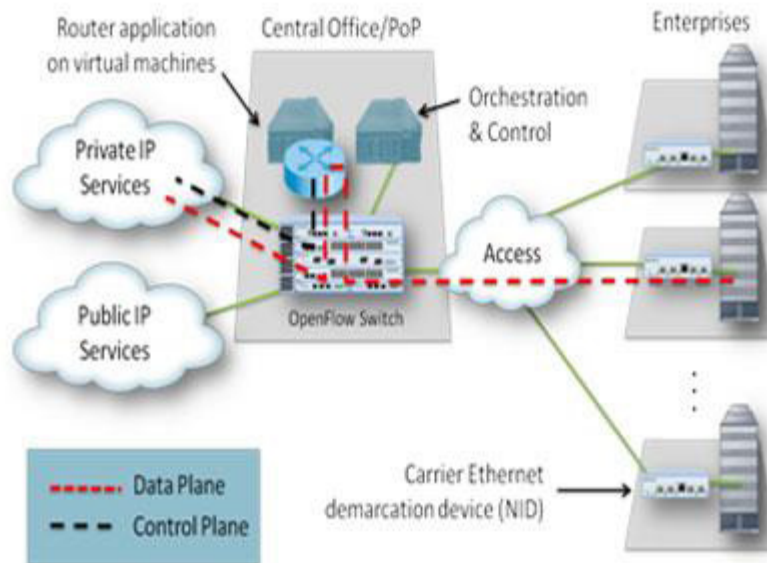 Router application
on virtual machines
Central Office/PoP
Enterprises
Orchestration
& Control
Private IP
Services
Access
OpenFlow Switch
Public IP
Services
Data Plane
Control Plane
Carrier Ethernet
demarcation device (NID)